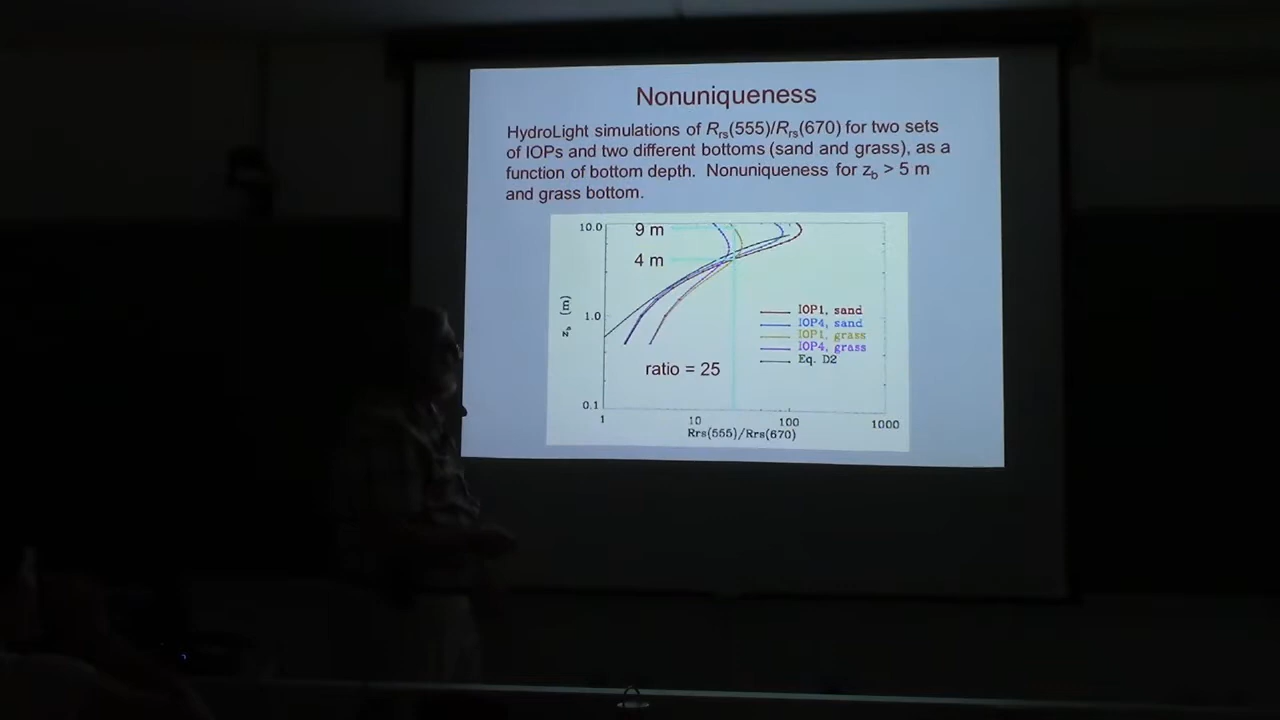 Nonuniqueness
HydroLight simulations of Rrs(555)/Rrs(670) for two sets
of IOPs and two different bottoms (sand and grass), as a
function of bottom depth. Nonuniqueness for zb > 5 m
and grass bottom.
10.0
9 m
4 m
1.0
(m)
IOP1, sand
IOP4, sand
IOP1, grass
IOP4, grass
Eq. D2
ratio = 25
0.1
1 10 100 1000
Rrs(555)/Rrs(670)